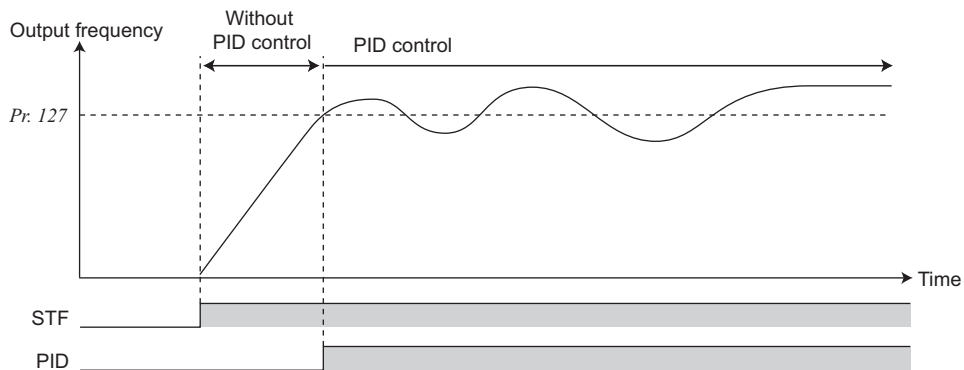 Without
PID control
Output frequency
PID control
Pr. 127
Time
STF
PID